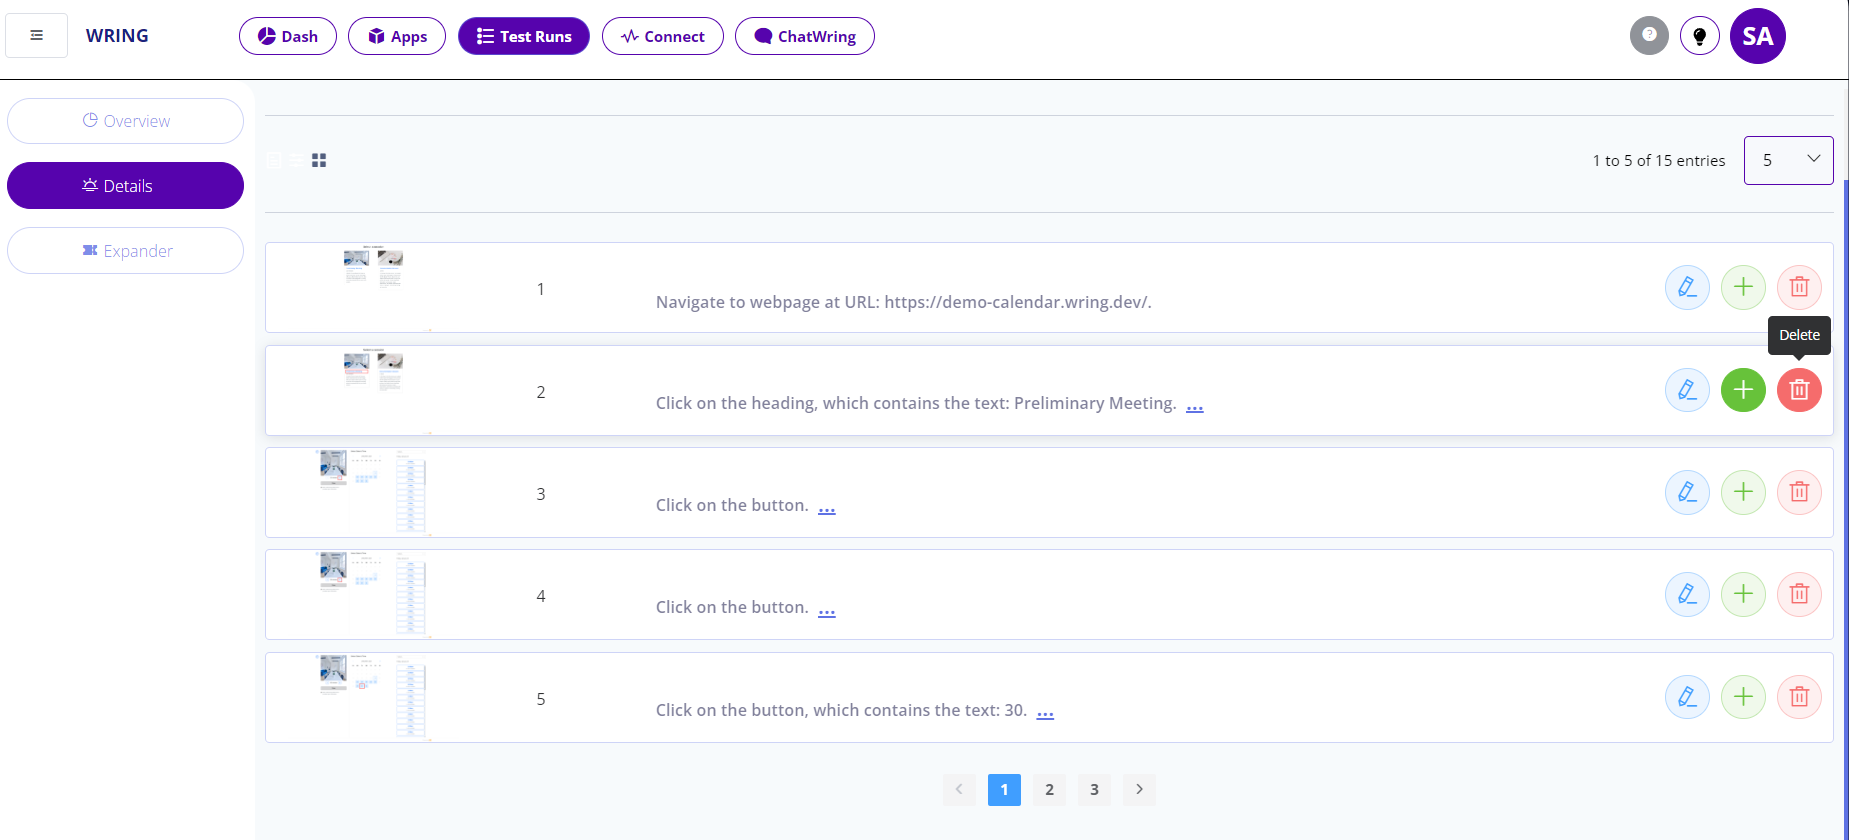 WRING
Dash
Apps
Test Runs
Connect
ChatWring
?
SA
Overview
Details
Expander
1 to 5 of 15 entries
5
1
Navigate to webpage at URL: https://demo-calendar.wring.dev/.
Delete
2
Click on the heading, which contains the text: Preliminary Meeting. ...
3
Click on the button. ...
4
Click on the button. ...
5
Click on the button, which contains the text: 30. ...
1 2 3